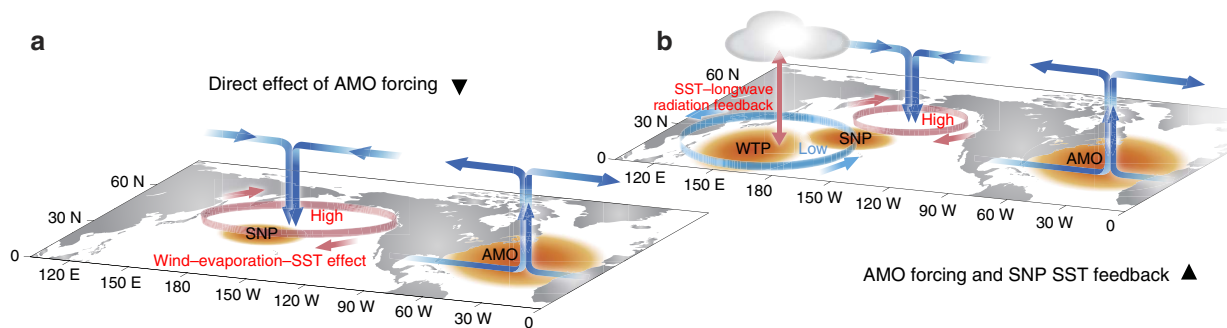 a
Direct effect of AMO forcing ▼
60 N
30 N
0
High
SNP
AMO
Wind–evaporation–SST effect
120 E
150 E
180
150 W
120 W
90 W
60 W
30 W
0
b
60 N
30 N
0
SST–longwave
radiation feedback
High
WTP
Low
SNP
AMO
120 E
150 E
180
150 W
120 W
90 W
60 W
30 W
0
AMO forcing and SNP SST feedback ▲